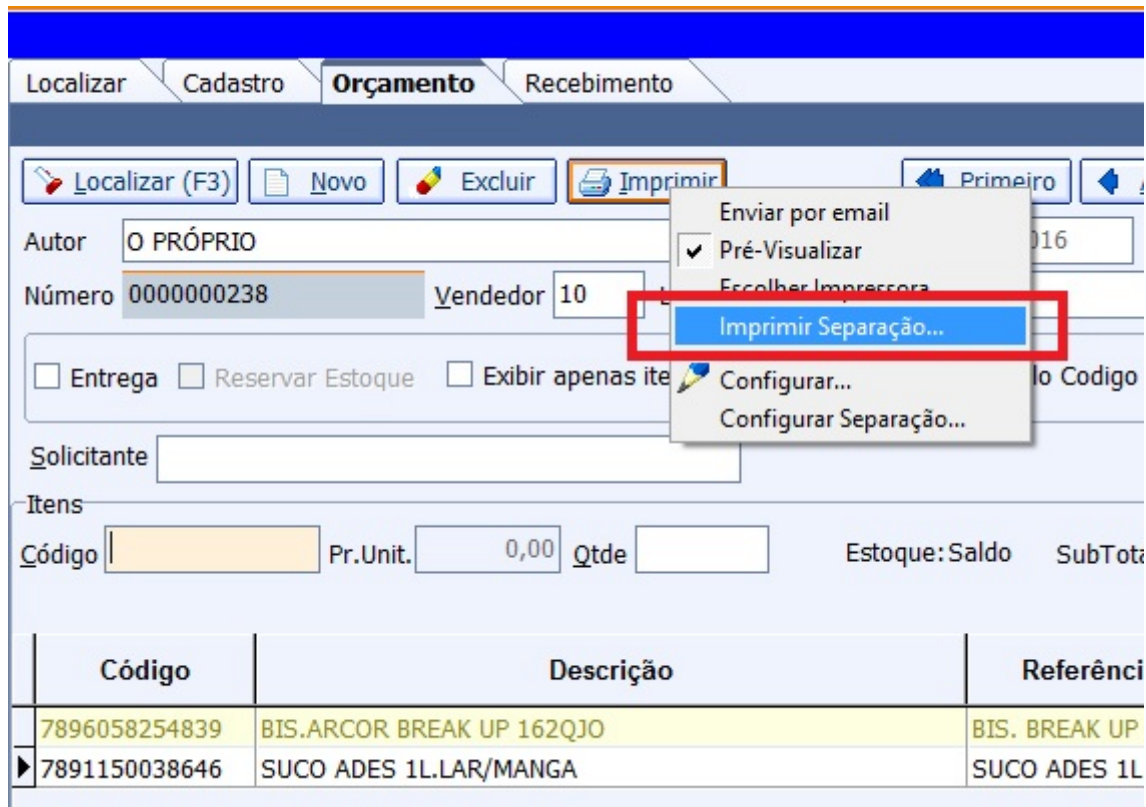 Localizar Cadastro Orçamento Recebimento
Localizar (F3) Novo Excluir Imprimir Primeiro
Enviar por email
Autor O PRÓPRIO Pré-Visualizar 016
Número 0000000238 Vendedor 10 Escolher Impressora
Imprimir Separação...
Entrega Reservar Estoque Exibir apenas ite Configurar... do Codigo
Configurar Separação...
Solicitante
Itens
Código Pr.Unit. 0,00 Qtde Estoque:Saldo SubTota
Código Descrição Referênci
7896058254839 BIS.ARCOR BREAK UP 162QJO BIS. BREAK UP
7891150038646 SUCO ADES 1L.LAR/MANGA SUCO ADES 1L